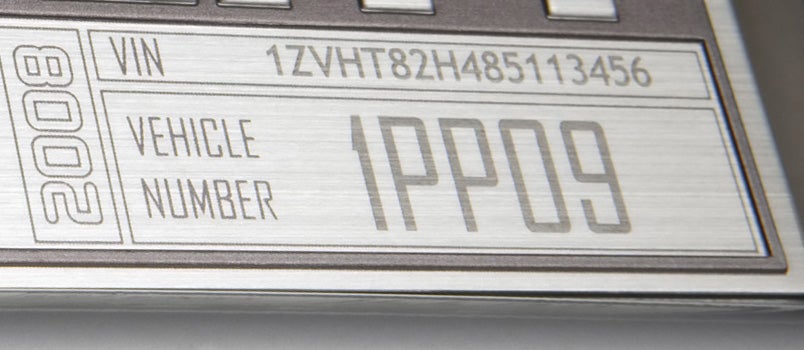 2008
VIN 1ZVHT82H485113456
VEHICLE
NUMBER
1PP09